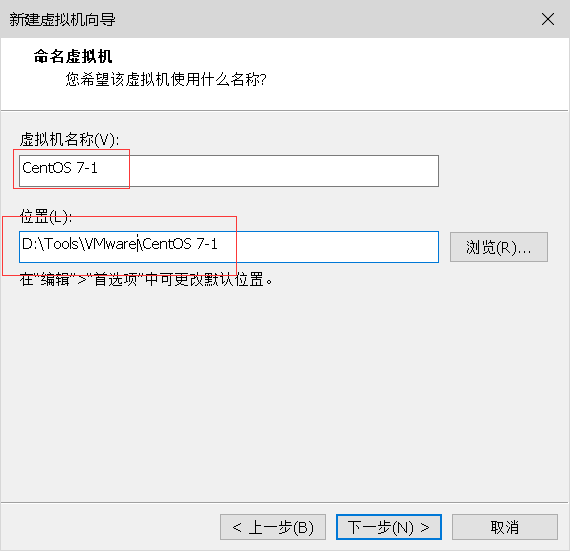 新建虚拟机向导
命名虚拟机
您希望该虚拟机使用什么名称?
虚拟机名称(V):
CentOS 7-1
位置(L):
D:\Tools\VMware\CentOS 7-1
浏览(R)...
在"编辑">"首选项"中可更改默认位置。
< 上一步(B)
下一步(N) >
取消